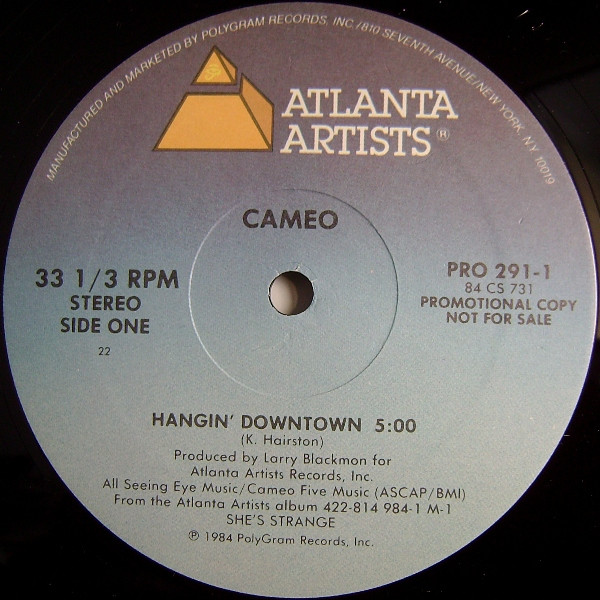 MANUFACTURED AND MARKETED BY POLYGRAM RECORDS, INC./810 SEVENTH AVENUE/NEW YORK, NY 10019
ATLANTA
ARTISTS®
CAMEO
33 1/3 RPM
STEREO
SIDE ONE
22
PRO 291-1
84 CS 731
PROMOTIONAL COPY
NOT FOR SALE
HANGIN' DOWNTOWN 5:00
(K. Hairston)
Produced by Larry Blackmon for
Atlanta Artists Records, Inc.
All Seeing Eye Music/Cameo Five Music (ASCAP/BMI)
From the Atlanta Artists album 422-814 984-1 M-1
SHE'S STRANGE
℗ 1984 PolyGram Records, Inc.